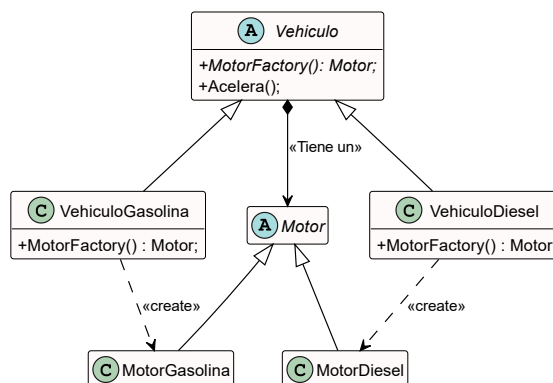 A Vehiculo
+MotorFactory(): Motor;
+Acelera();
«Tiene un»
C VehiculoGasolina
+MotorFactory() : Motor;
A Motor
C VehiculoDiesel
+MotorFactory() : Motor
«create»
«create»
C MotorGasolina
C MotorDiesel